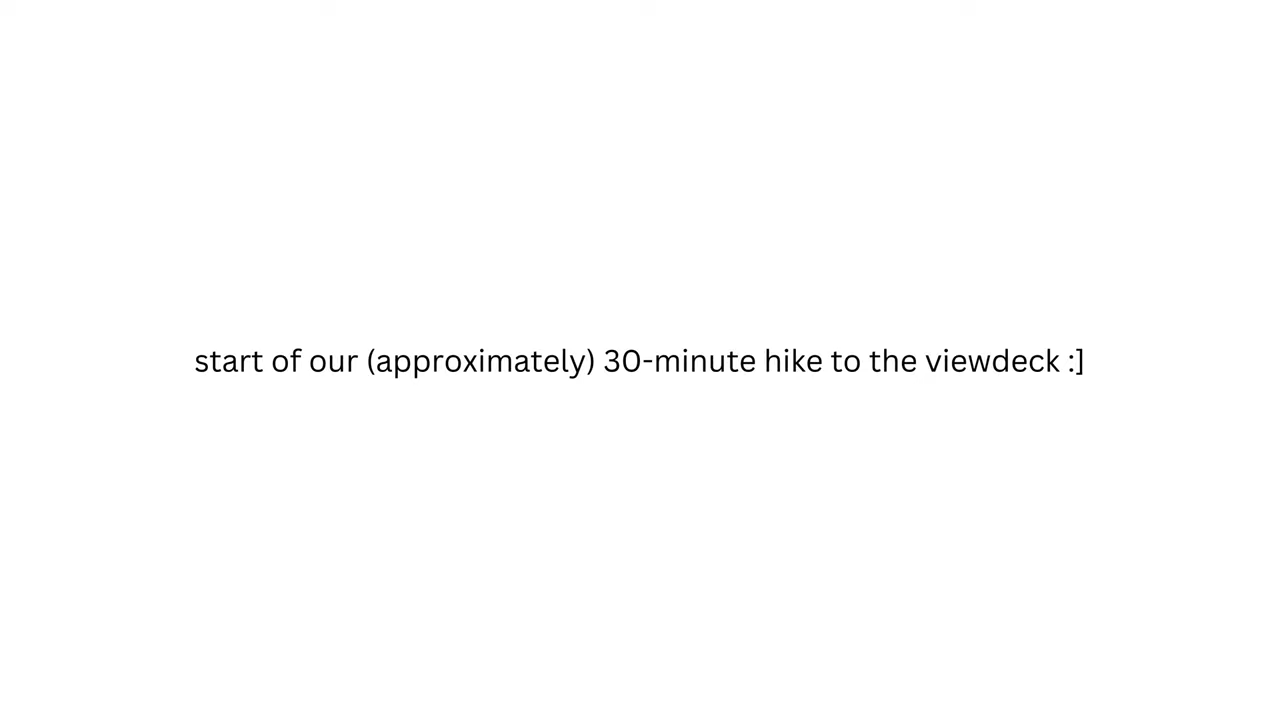 start of our (approximately) 30-minute hike to the viewdeck :]